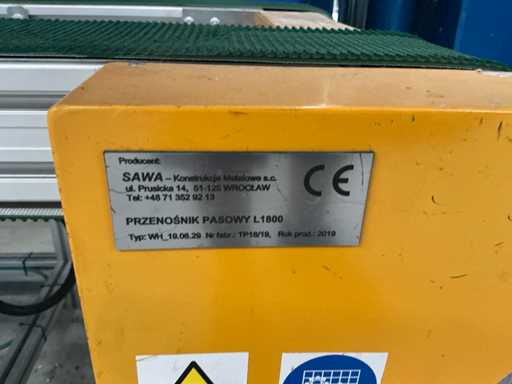 Producent:
SAWA – Konstrukcje Metalowe s.c.
ul. Prusicka 14, 51-125 WROCŁAW
Tel: +48 71 352 92 13
CE
PRZENOŚNIK PASOWY L1800
Typ: WH_19.06.29 Nr fabr.: TP18/19, Rok prod.: 2019